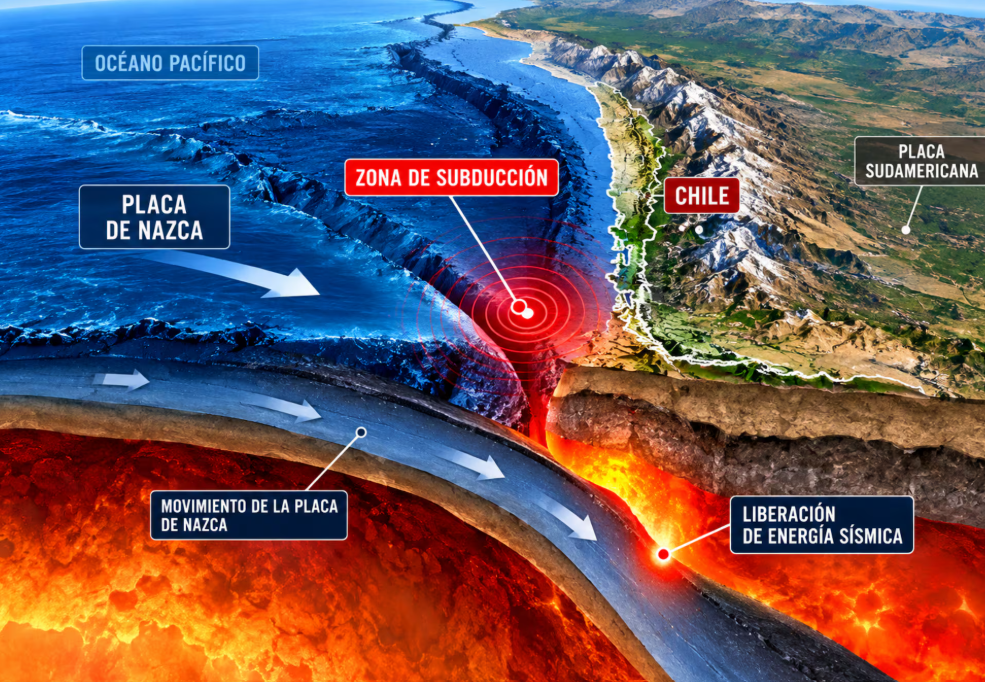 OCÉANO PACÍFICO
ZONA DE SUBDUCCIÓN
PLACA
DE NAZCA
CHILE
PLACA
SUDAMERICANA
MOVIMIENTO DE LA PLACA
DE NAZCA
LIBERACIÓN
DE ENERGÍA SÍSMICA